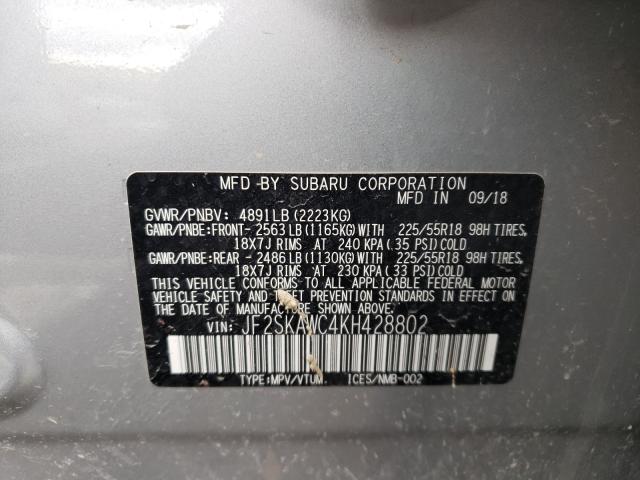 MFD BY SUBARU CORPORATION
MFD IN 09/18
GVWR/PNBV: 4891LB(2223KG)
GAWR/PNBE:FRONT-2563LB(1165KG)WITH 225/55R18 98H TIRES,
18X7J RIMS AT 240 KPA(35 PSI)COLD
GAWR/PNBE:REAR -2486LB(1130KG)WITH 225/55R18 98H TIRES,
18X7J RIMS AT 230 KPA(33 PSI)COLD
THIS VEHICLE CONFORMS TO ALL APPLICABLE FEDERAL MOTOR
VEHICLE SAFETY AND THEFT PREVENTION STANDARDS IN EFFECT ON
THE DATE OF MANUFACTURE SHOWN ABOVE.
VIN: JF2SKAWC4KH428802
TYPE:MPV/VTUM. ICES/NMB-002